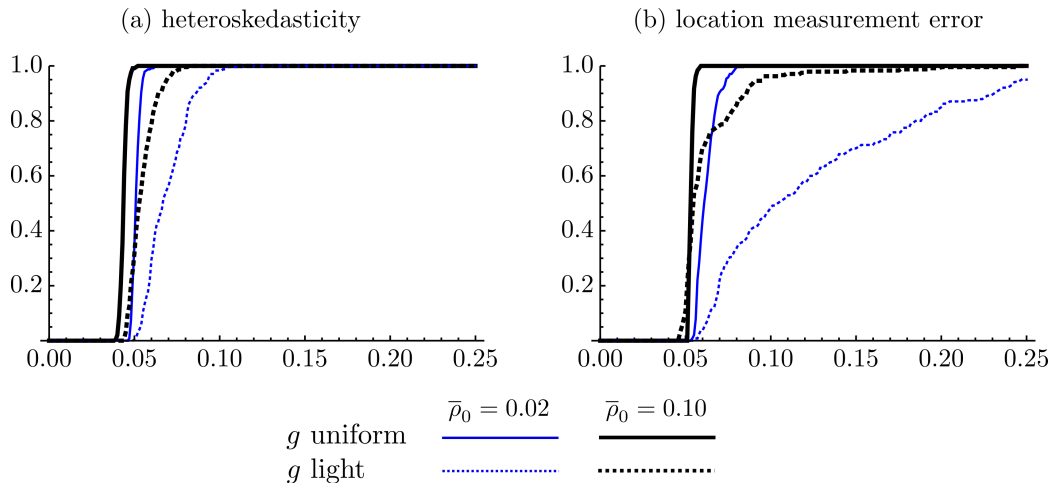 (a) heteroskedasticity
(b) location measurement error
1.0
0.8
0.6
0.4
0.2
0.00 0.05 0.10 0.15 0.20 0.25
1.0
0.8
0.6
0.4
0.2
0.00 0.05 0.10 0.15 0.20 0.25
ρ̅₀ = 0.02 ρ̅₀ = 0.10
g uniform
g light